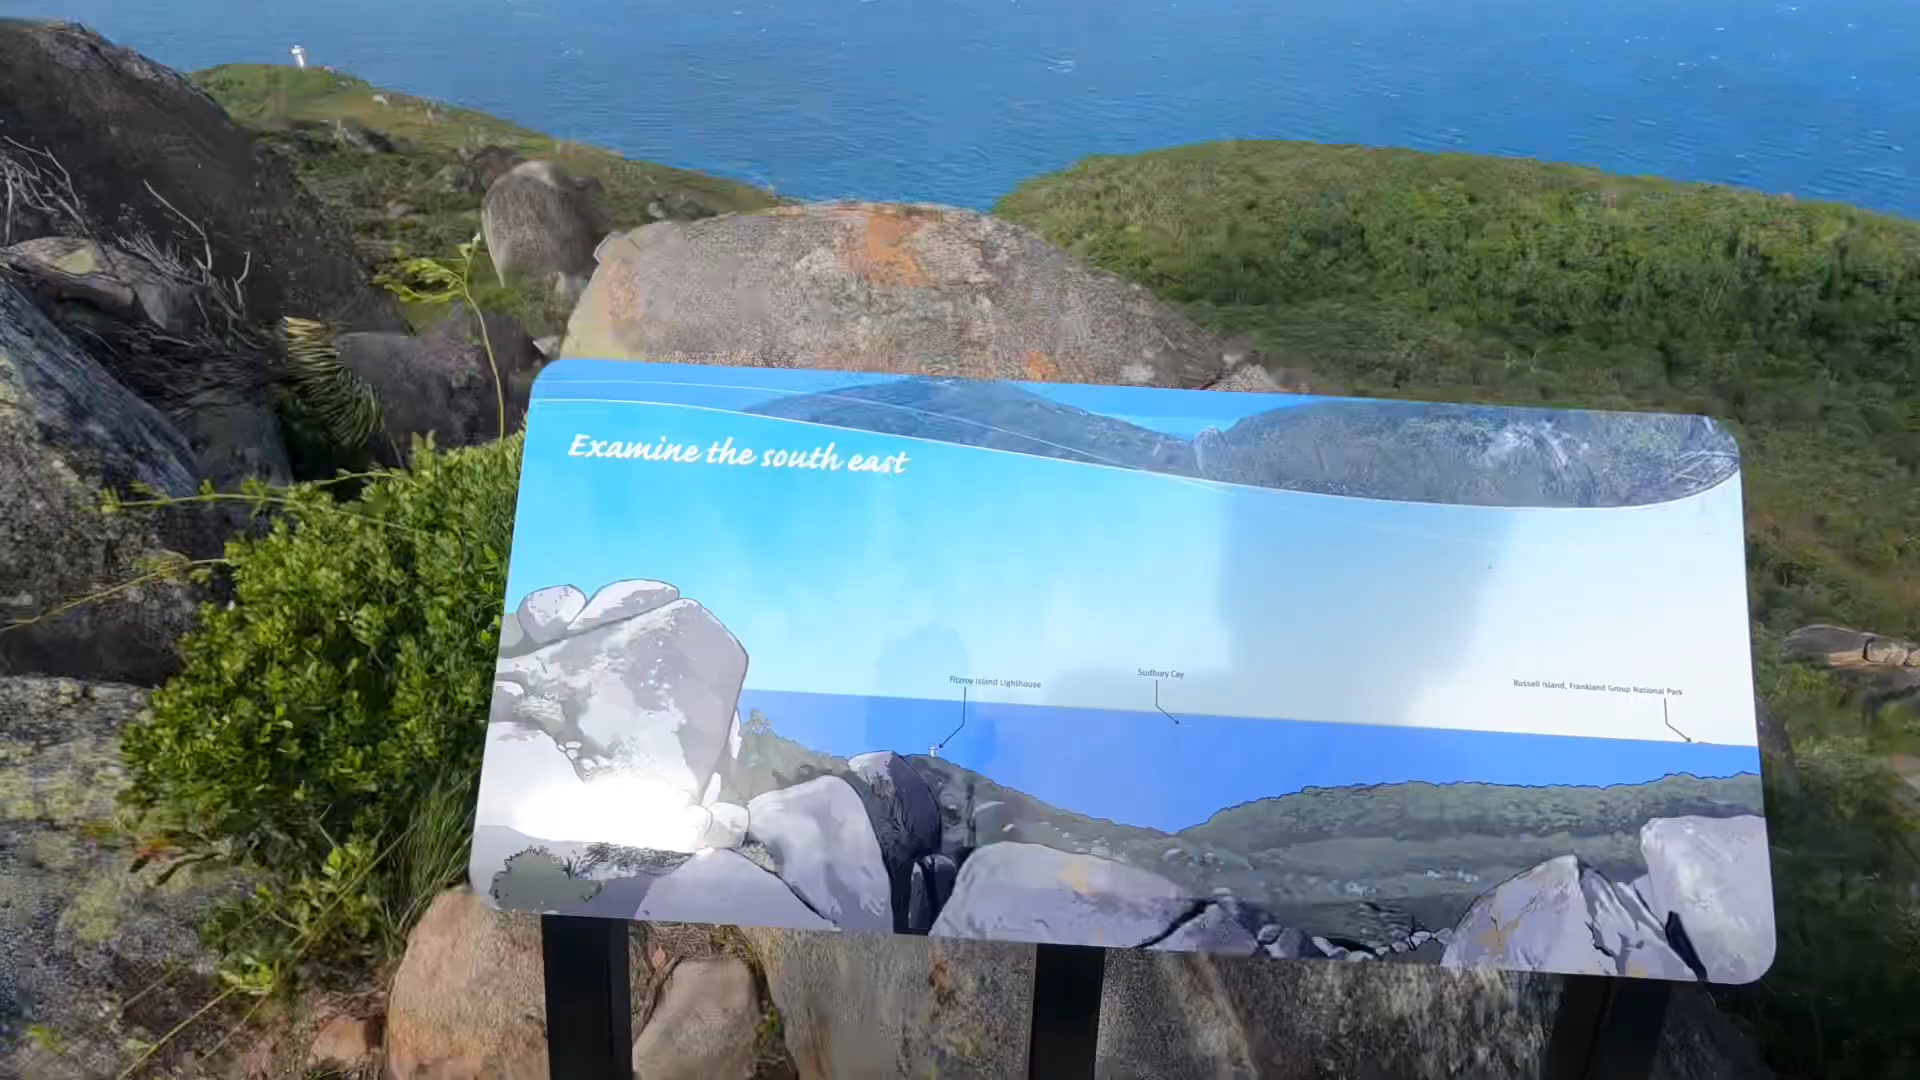 Examine the south east
Fitzroy Island Lighthouse
Sudbury Cay
Russell Island, Frankland Group National Park